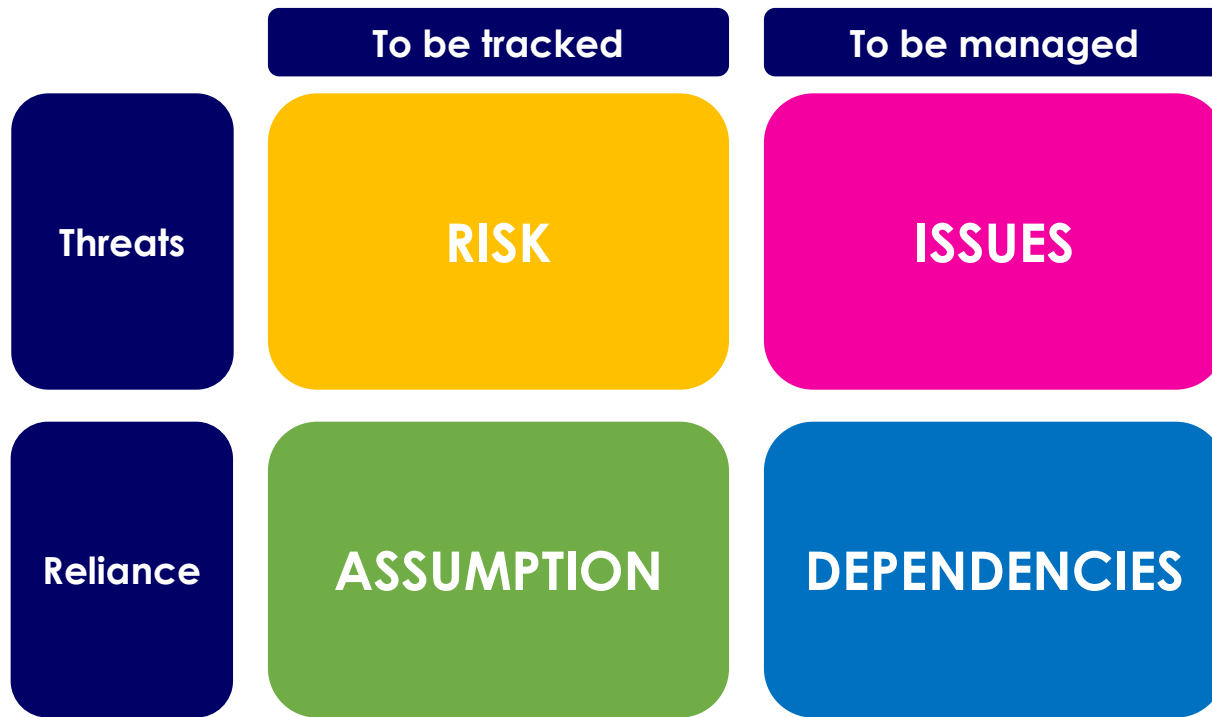 To be tracked
To be managed
Threats
RISK
ISSUES
Reliance
ASSUMPTION
DEPENDENCIES